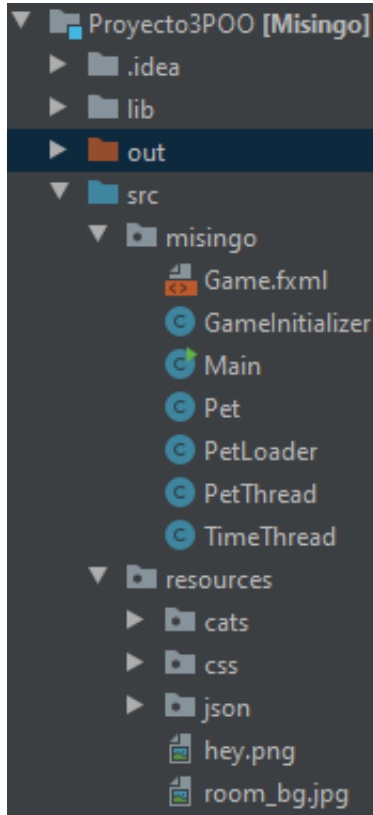 Proyecto3POO [Misingo]
.idea
lib
out
src
misingo
Game.fxml
GameInitializer
Main
Pet
PetLoader
PetThread
TimeThread
resources
cats
css
json
hey.png
room_bg.jpg